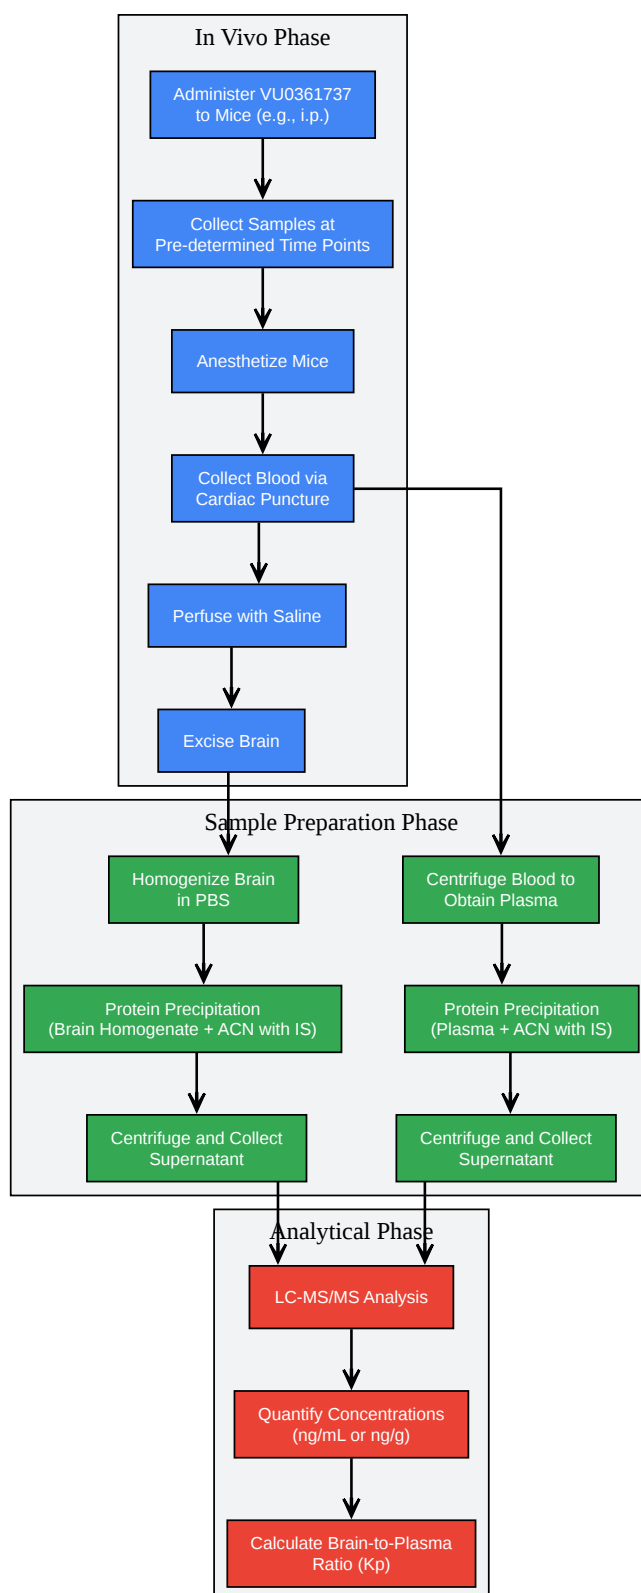 In Vivo Phase
Administer VU0361737
to Mice (e.g., i.p.)
Collect Samples at
Pre-determined Time Points
Anesthetize Mice
Collect Blood via
Cardiac Puncture
Perfuse with Saline
Excise Brain
Sample Preparation Phase
Homogenize Brain
in PBS
Centrifuge Blood to
Obtain Plasma
Protein Precipitation
(Brain Homogenate + ACN with IS)
Protein Precipitation
(Plasma + ACN with IS)
Centrifuge and Collect
Supernatant
Centrifuge and Collect
Supernatant
Analytical Phase
LC-MS/MS Analysis
Quantify Concentrations
(ng/mL or ng/g)
Calculate Brain-to-Plasma
Ratio (Kp)